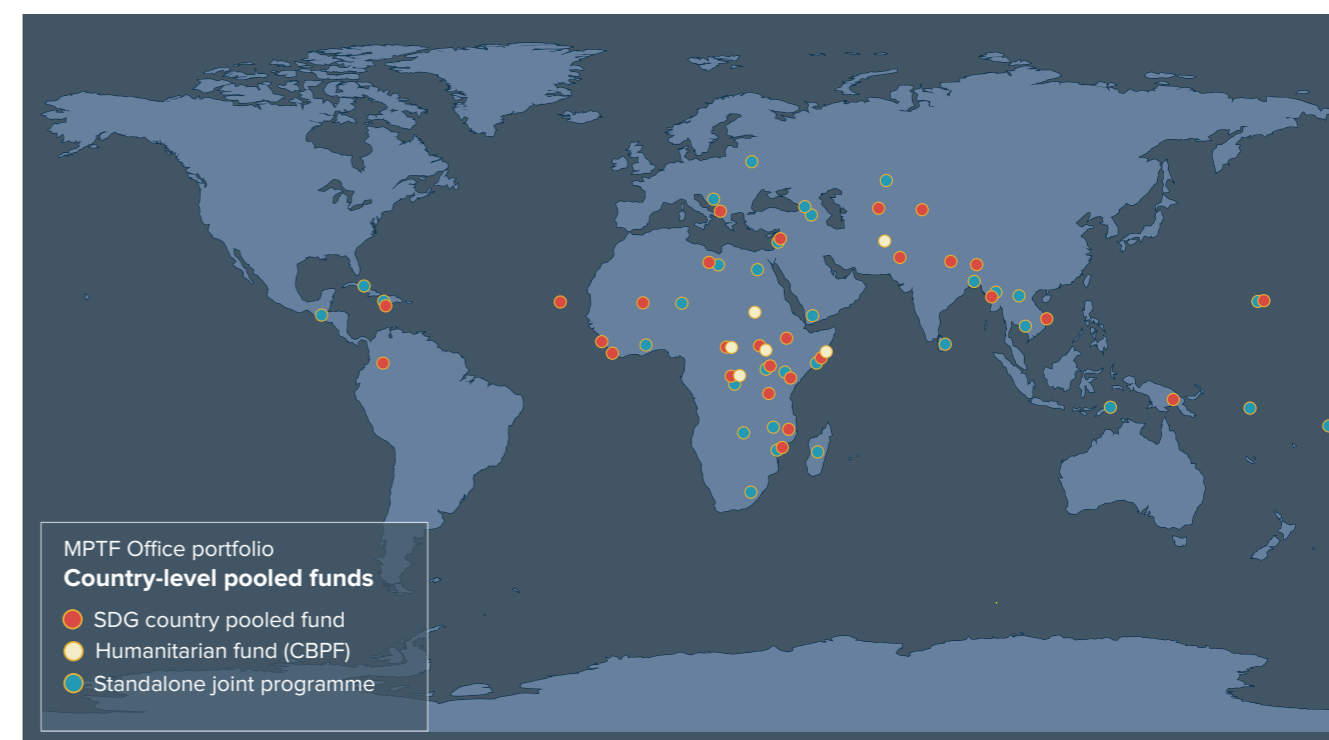 MPTF Office portfolio
Country-level pooled funds
SDG country pooled fund
Humanitarian fund (CBPF)
Standalone joint programme